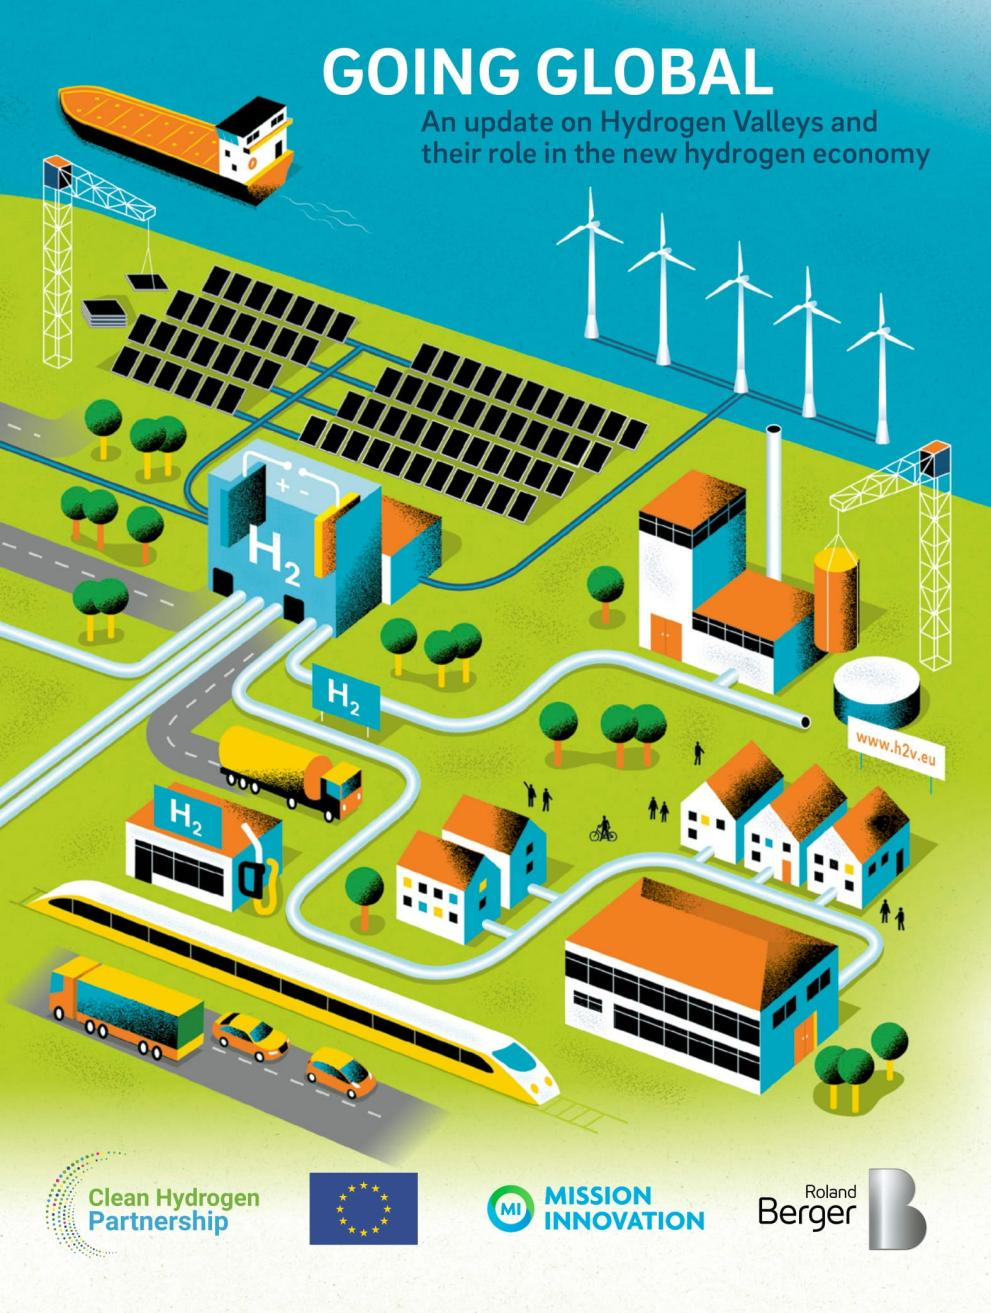 GOING GLOBAL
An update on Hydrogen Valleys and
their role in the new hydrogen economy
+ -
H2
H2
www.h2v.eu
H2
Clean Hydrogen
Partnership
MI
MISSION
INNOVATION
Roland
Berger
B